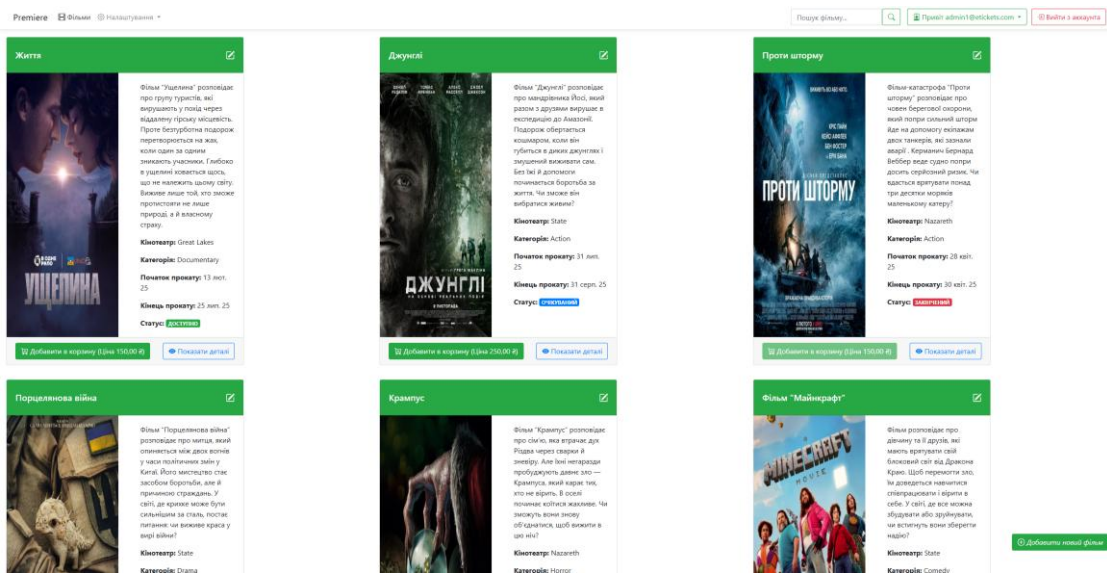 Premiere Фільми Налаштування
Пошук фільму..
Привіт admin1@etickets.com
Вийти з аккаунта
Життя
Фільм "Ущелина" розповідає
про групу туристів, які
вирушають у похід через
віддалену гірську місцевість.
Проте безтурботна подорож
перетворюється на жах,
коли один за одним
зникають учасники. Глибоко
в ущелині ховається щось,
що не належить цьому світу.
Виживе лише той, хто зможе
протистояти не лише
природі, а й власному
страху.
Кінотеатр: Great Lakes
Категорія: Documentary
Початок прокату: 13 лют.
25
Кінець прокату: 25 лип. 25
Статус: ДОСТУПНО
УЩЕЛИНА
Добавити в корзину (Ціна 150,00 ₴)
Показати деталі
Джунглі
Фільм "Джунглі" розповідає
про мандрівника Йосі, який
разом з друзями вирушає в
експедицію до Амазонії.
Подорож обертається
кошмаром, коли він
губиться в диких джунглях і
змушений виживати сам.
Без їжі й допомоги
починається боротьба за
життя. Чи зможе він
вибратися живим?
Кінотеатр: State
Категорія: Action
Початок прокату: 31 лип.
25
Кінець прокату: 31 серп. 25
Статус: ОЧІКУВАНИЙ
ДЖУНГЛІ
Добавити в корзину (Ціна 250,00 ₴)
Показати деталі
Проти шторму
Фільм-катастрофа "Проти
шторму" розповідає про
човен берегової охорони,
який попри сильний шторм
йде на допомогу екіпажам
двох танкерів, які зазнали
аварії . Керманич Бернард
Веббер веде судно попри
досить серйозний ризик. Чи
вдасться врятувати понад
три десятки моряків
маленькому катеру?
Кінотеатр: Nazareth
Категорія: Action
Початок прокату: 28 квіт.
25
Кінець прокату: 30 квіт. 25
Статус: ЗАВЕРШЕНИЙ
КРІС ПАЙН
КЕЙСІ АФФЛЕК
БЕН ФОСТЕР
ПРОТИ ШТОРМУ
Добавити в корзину (Ціна 150,00 ₴)
Показати деталі
Порцелянова війна
Фільм "Порцелянова війна"
розповідає про митця, який
опиняється між двох вогнів
у часи політичних змін у
Китаї. Його мистецтво стає
засобом боротьби, але й
причиною страждань. У
світі, де крихке може бути
сильнішим за сталь, постає
питання: чи виживе краса у
вирі війни?
Кінотеатр: State
Категорія: Drama
Крампус
Фільм "Крампус" розповідає
про сім'ю, яка втрачає дух
Різдва через сварки й
зневіру. Але їхні негаразди
пробуджують давнє зло —
Крампуса, який карає тих,
хто не вірить. В оселі
починає коїтися жахливе. Чи
зможуть вони знову
об'єднатися, щоб вижити в
цю ніч?
Кінотеатр: Nazareth
Категорія: Horror
Фільм "Майнкрафт"
Фільм розповідає про
дівчину та її друзів, які
мають врятувати свій
блоковий світ від Дракона
Краю. Щоб перемогти зло,
їм доведеться навчитися
співпрацювати і вірити в
себе. У світі, де все можна
збудувати або зруйнувати,
чи встигнуть вони зберегти
надію?
Кінотеатр: State
Категорія: Comedy
MINECRAFT
Добавити новий фільм